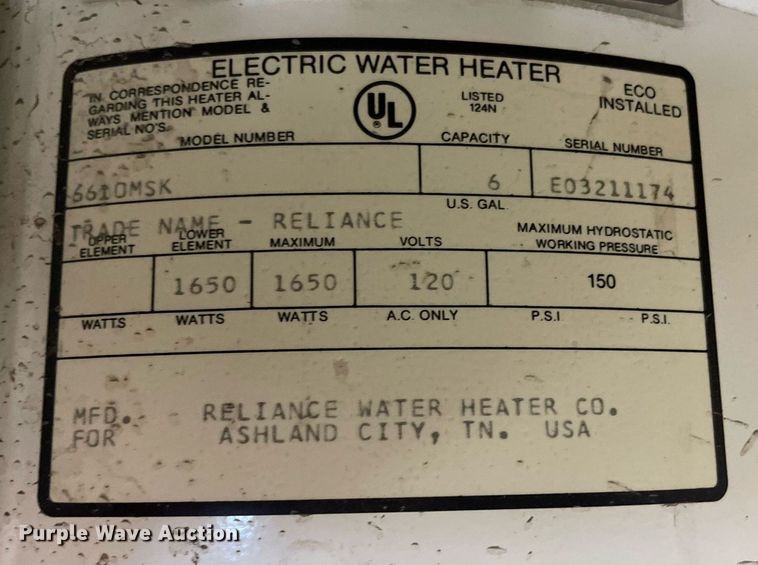 ELECTRIC WATER HEATER
IN CORRESPONDENCE RE-
GARDING THIS HEATER AL-
WAYS MENTION MODEL &
SERIAL NO'S.
UL
®
LISTED
124N
ECO
INSTALLED
MODEL NUMBER
CAPACITY
SERIAL NUMBER
6610MSK
6
E03211174
U.S. GAL.
TRADE NAME - RELIANCE
UPPER
ELEMENT
LOWER
ELEMENT
MAXIMUM
VOLTS
MAXIMUM HYDROSTATIC
WORKING PRESSURE
1650
1650
120
150
WATTS
WATTS
WATTS
A.C. ONLY
P.S.I
P.S.I.
MFD. RELIANCE WATER HEATER CO.
FOR ASHLAND CITY, TN. USA
Purple Wave Auction